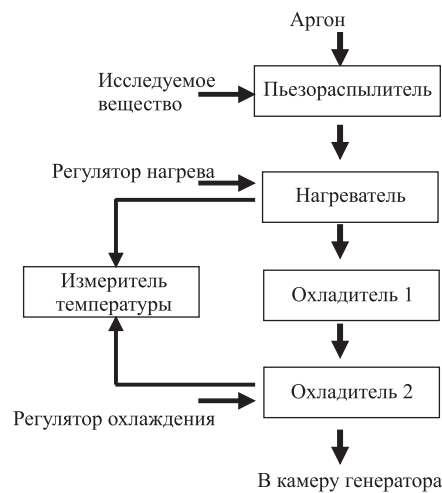 Аргон
Исследуемое
вещество
Пьезораспылитель
Регулятор нагрева
Нагреватель
Измеритель
температуры
Охладитель 1
Охладитель 2
Регулятор охлаждения
В камеру генератора